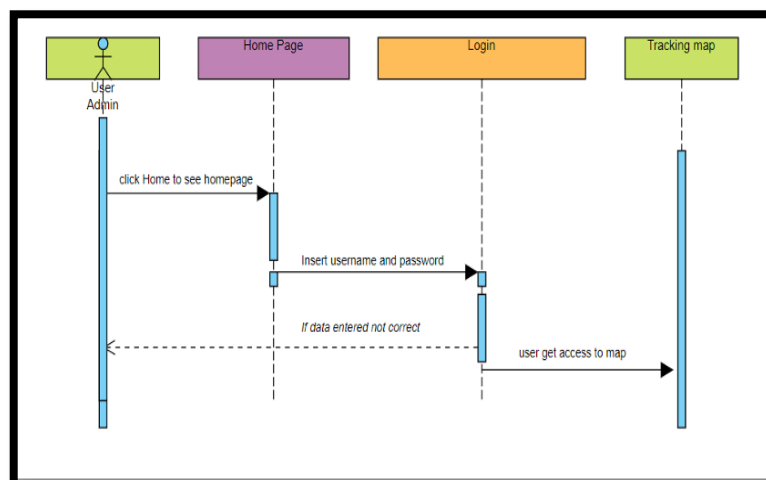 Home Page
Login
Tracking map
User
Admin
click Home to see homepage
Insert username and password
If data entered not correct
user get access to map